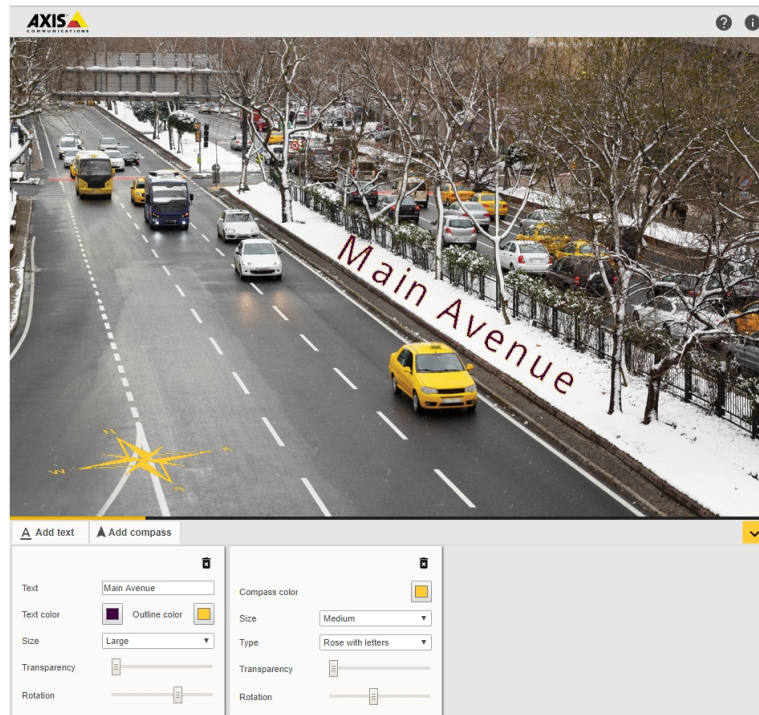 AXIS
COMMUNICATIONS
Main Avenue
N
W
E
S
Add text
Add compass
Text
Main Avenue
Compass color
Text color
Outline color
Size
Medium
Size
Large
Type
Rose with letters
Transparency
Transparency
Rotation
Rotation